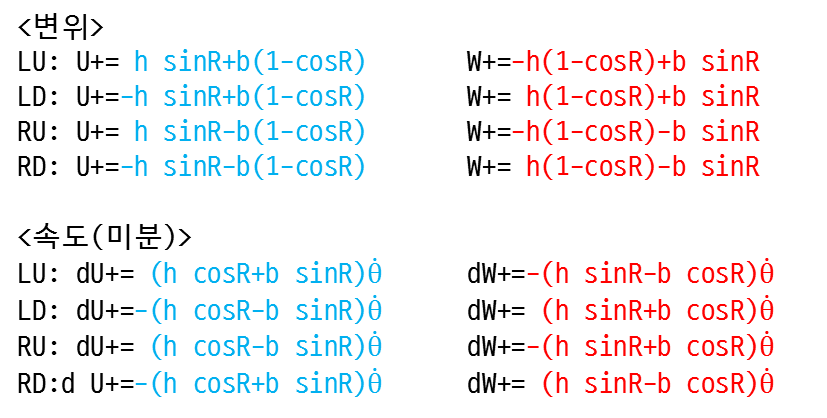 <변위>
LU: U+= h sinR+b(1-cosR) W+=-h(1-cosR)+b sinR
LD: U+=-h sinR+b(1-cosR) W+= h(1-cosR)+b sinR
RU: U+= h sinR-b(1-cosR) W+=-h(1-cosR)-b sinR
RD: U+=-h sinR-b(1-cosR) W+= h(1-cosR)-b sinR
<속도(미분)>
LU: dU+= (h cosR+b sinR)θ̇ dW+=-(h sinR-b cosR)θ̇
LD: dU+=-(h cosR-b sinR)θ̇ dW+= (h sinR+b cosR)θ̇
RU: dU+= (h cosR-b sinR)θ̇ dW+=-(h sinR+b cosR)θ̇
RD:d U+=-(h cosR+b sinR)θ̇ dW+= (h sinR-b cosR)θ̇